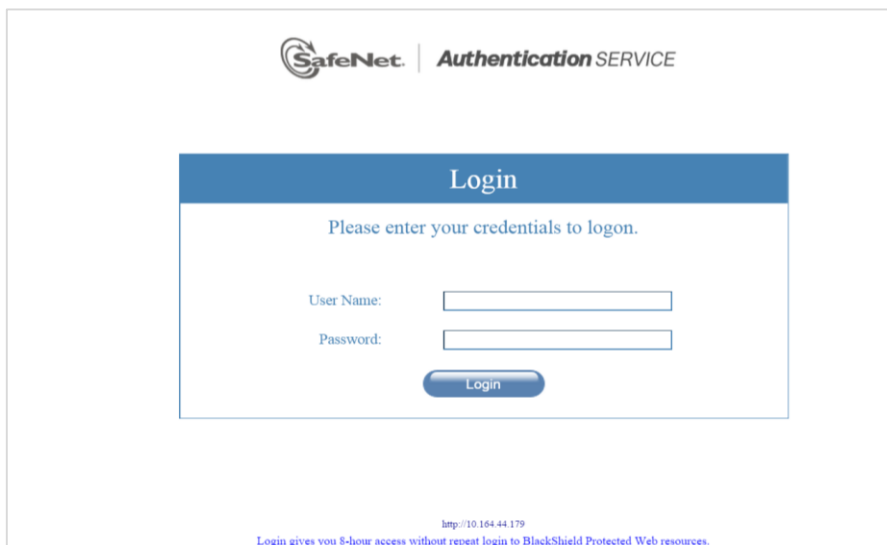 SafeNet. Authentication SERVICE
Login
Please enter your credentials to logon.
User Name:
Password:
Login
http://10.164.44.179
Login gives you 8-hour access without repeat login to BlackShield Protected Web resources.